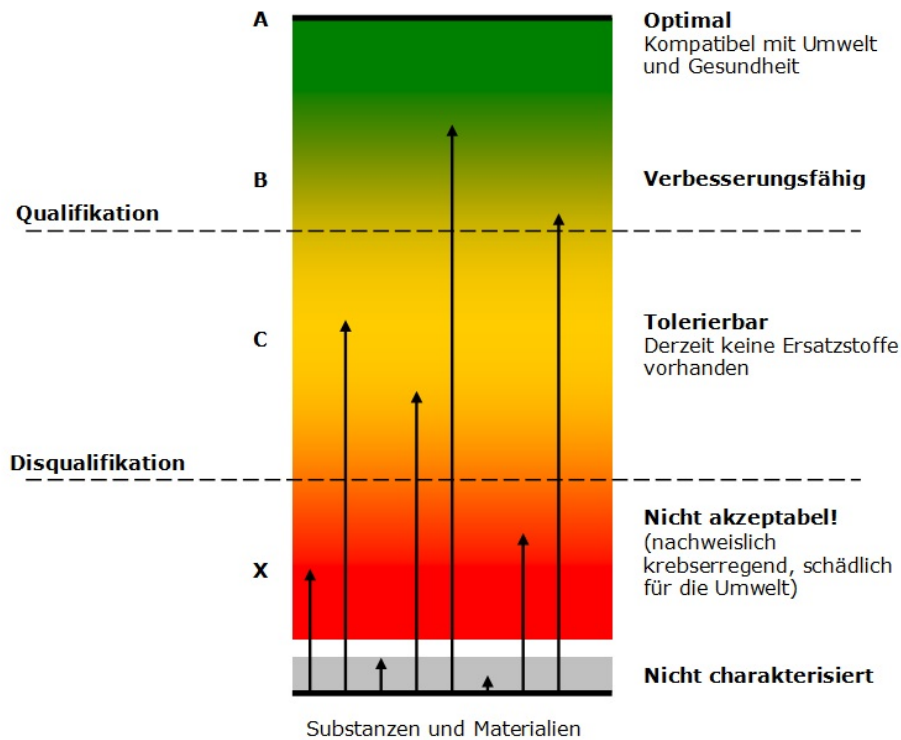 A
Optimal
Kompatibel mit Umwelt
und Gesundheit
B
Verbesserungsfähig
Qualifikation
C
Tolerierbar
Derzeit keine Ersatzstoffe
vorhanden
Disqualifikation
X
Nicht akzeptabel!
(nachweislich
krebserregend, schädlich
für die Umwelt)
Nicht charakterisiert
Substanzen und Materialien